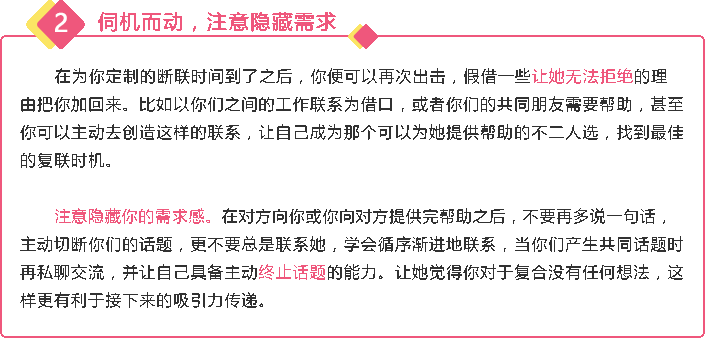 2 伺机而动，注意隐藏需求
在为你定制的断联时间到了之后，你便可以再次出击，假借一些让她无法拒绝的理
由把你加回来。比如以你们之间的工作联系为借口，或者你们的共同朋友需要帮助，甚至
你可以主动去创造这样的联系，让自己成为那个可以为她提供帮助的不二人选，找到最佳
的复联时机。
注意隐藏你的需求感。在对方向你或你向对方提供完帮助之后，不要再多说一句话，
主动切断你们的话题，更不要总是联系她，学会循序渐进地联系，当你们产生共同话题时
再私聊交流，并让自己具备主动终止话题的能力。让她觉得你对于复合没有任何想法，这
样更有利于接下来的吸引力传递。